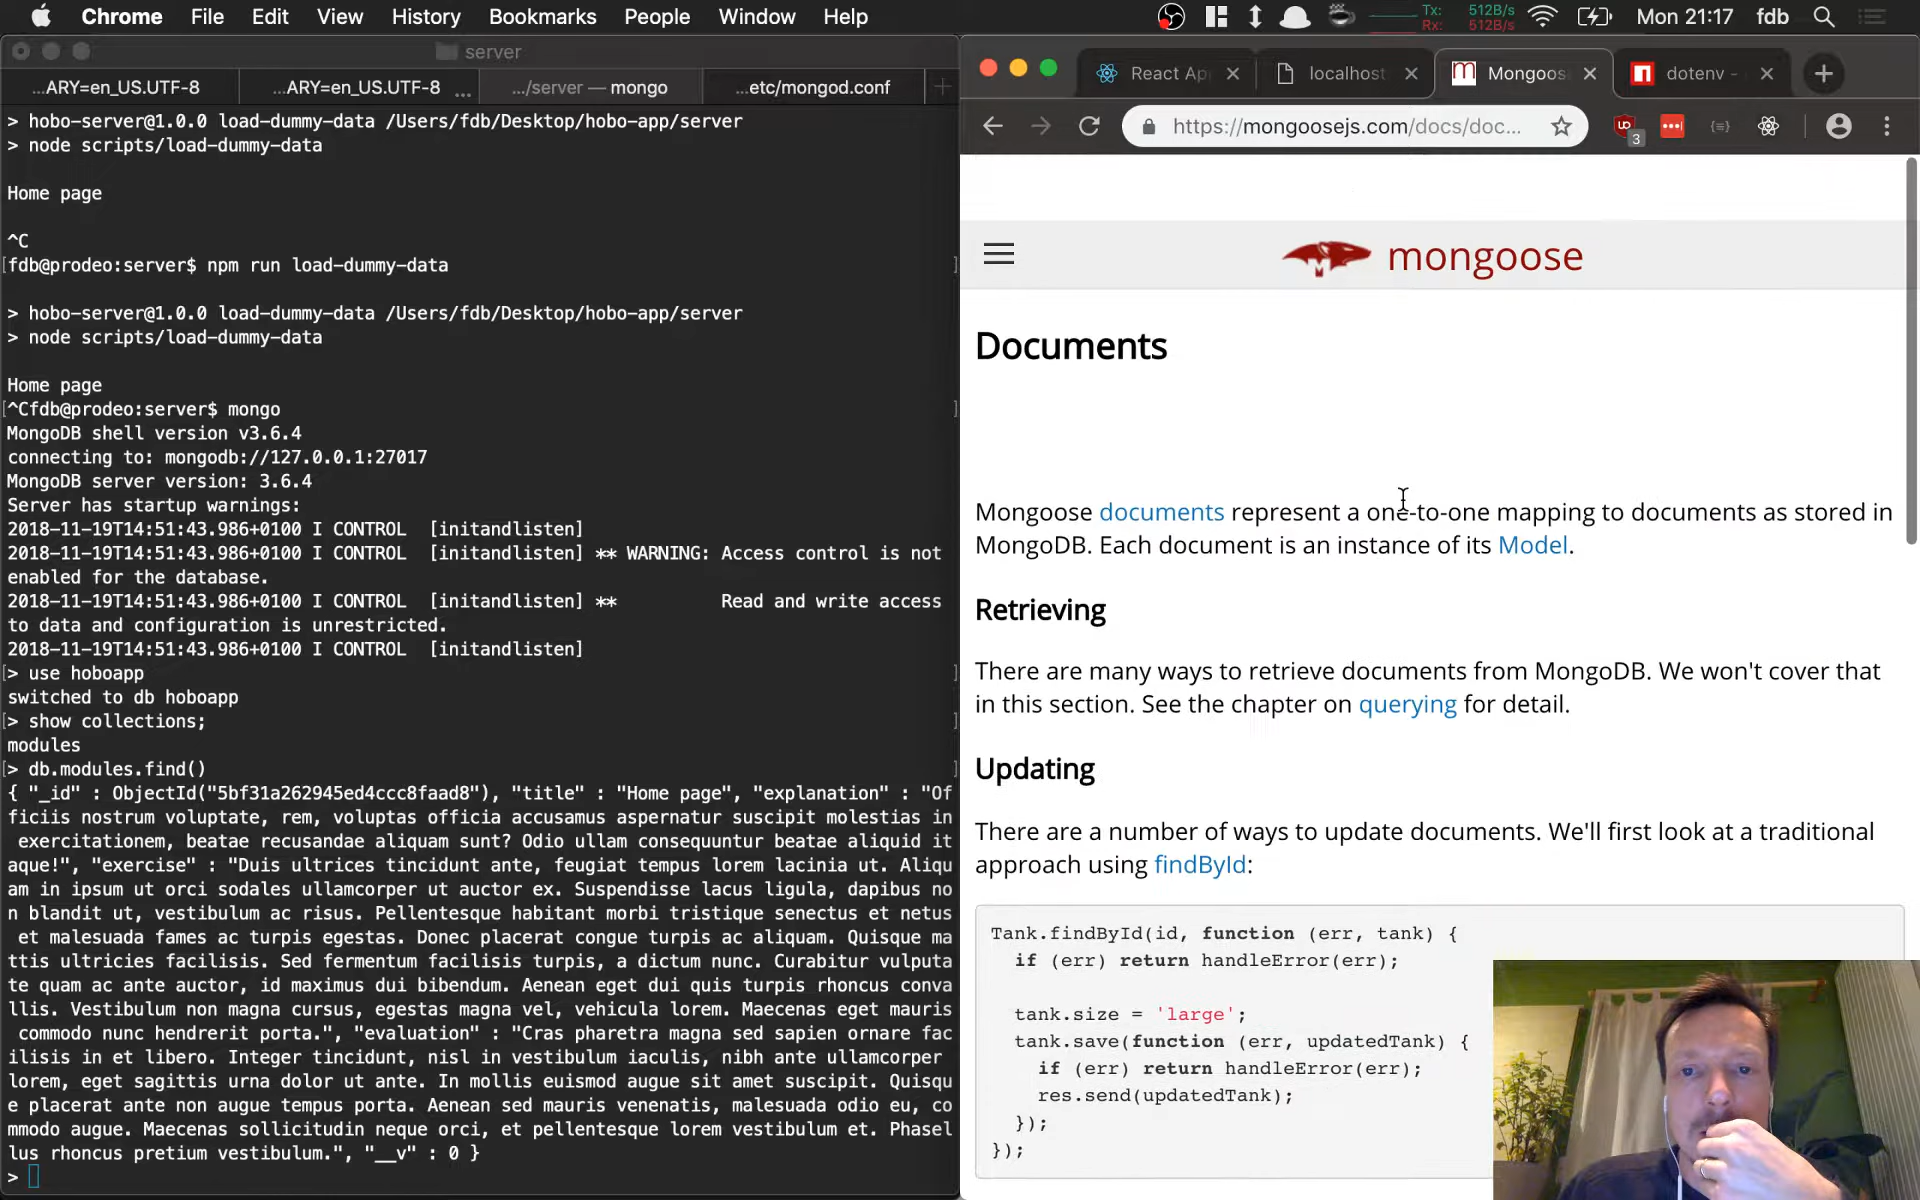 Chrome File Edit View History Bookmarks People Window Help
Tx: 512B/s
Rx: 512B/s
Mon 21:17 fdb
server
...ARY=en_US.UTF-8 ...ARY=en_US.UTF-8 ... .../server — mongo ...etc/mongod.conf
> hobo-server@1.0.0 load-dummy-data /Users/fdb/Desktop/hobo-app/server
> node scripts/load-dummy-data
Home page
^C
[fdb@prodeo:server$ npm run load-dummy-data ]
> hobo-server@1.0.0 load-dummy-data /Users/fdb/Desktop/hobo-app/server
> node scripts/load-dummy-data
Home page
[^Cfdb@prodeo:server$ mongo ]
MongoDB shell version v3.6.4
connecting to: mongodb://127.0.0.1:27017
MongoDB server version: 3.6.4
Server has startup warnings:
2018-11-19T14:51:43.986+0100 I CONTROL [initandlisten]
2018-11-19T14:51:43.986+0100 I CONTROL [initandlisten] ** WARNING: Access control is not
enabled for the database.
2018-11-19T14:51:43.986+0100 I CONTROL [initandlisten] ** Read and write access
to data and configuration is unrestricted.
2018-11-19T14:51:43.986+0100 I CONTROL [initandlisten]
[> use hoboapp ]
switched to db hoboapp
[> show collections; ]
modules
[> db.modules.find() ]
{ "_id" : ObjectId("5bf31a262945ed4ccc8faad8"), "title" : "Home page", "explanation" : "Of
ficiis nostrum voluptate, rem, voluptas officia accusamus aspernatur suscipit molestias in
exercitationem, beatae recusandae aliquam sunt? Odio ullam consequuntur beatae aliquid it
aque!", "exercise" : "Duis ultrices tincidunt ante, feugiat tempus lorem lacinia ut. Aliqu
am in ipsum ut orci sodales ullamcorper ut auctor ex. Suspendisse lacus ligula, dapibus no
n blandit ut, vestibulum ac risus. Pellentesque habitant morbi tristique senectus et netus
et malesuada fames ac turpis egestas. Donec placerat congue turpis ac aliquam. Quisque ma
ttis ultricies facilisis. Sed fermentum facilisis turpis, a dictum nunc. Curabitur vulputa
te quam ac ante auctor, id maximus dui bibendum. Aenean eget dui quis turpis rhoncus conva
llis. Vestibulum non magna cursus, egestas magna vel, vehicula lorem. Maecenas eget mauris
commodo nunc hendrerit porta.", "evaluation" : "Cras pharetra magna sed sapien ornare fac
ilisis in et libero. Integer tincidunt, nisl in vestibulum iaculis, nibh ante ullamcorper
lorem, eget sagittis urna dolor ut ante. In mollis euismod augue sit amet suscipit. Quisqu
e placerat ante non augue tempus porta. Aenean sed mauris venenatis, malesuada odio eu, co
mmodo augue. Maecenas sollicitudin neque orci, et pellentesque lorem vestibulum et. Phasel
lus rhoncus pretium vestibulum.", "__v" : 0 }
>
React Ap localhost Mongoos dotenv -
https://mongoosejs.com/docs/doc...
3
mongoose
Documents
Mongoose documents represent a one-to-one mapping to documents as stored in
MongoDB. Each document is an instance of its Model.
Retrieving
There are many ways to retrieve documents from MongoDB. We won't cover that
in this section. See the chapter on querying for detail.
Updating
There are a number of ways to update documents. We'll first look at a traditional
approach using findById:
Tank.findById(id, function (err, tank) {
if (err) return handleError(err);
tank.size = 'large';
tank.save(function (err, updatedTank) {
if (err) return handleError(err);
res.send(updatedTank);
});
});